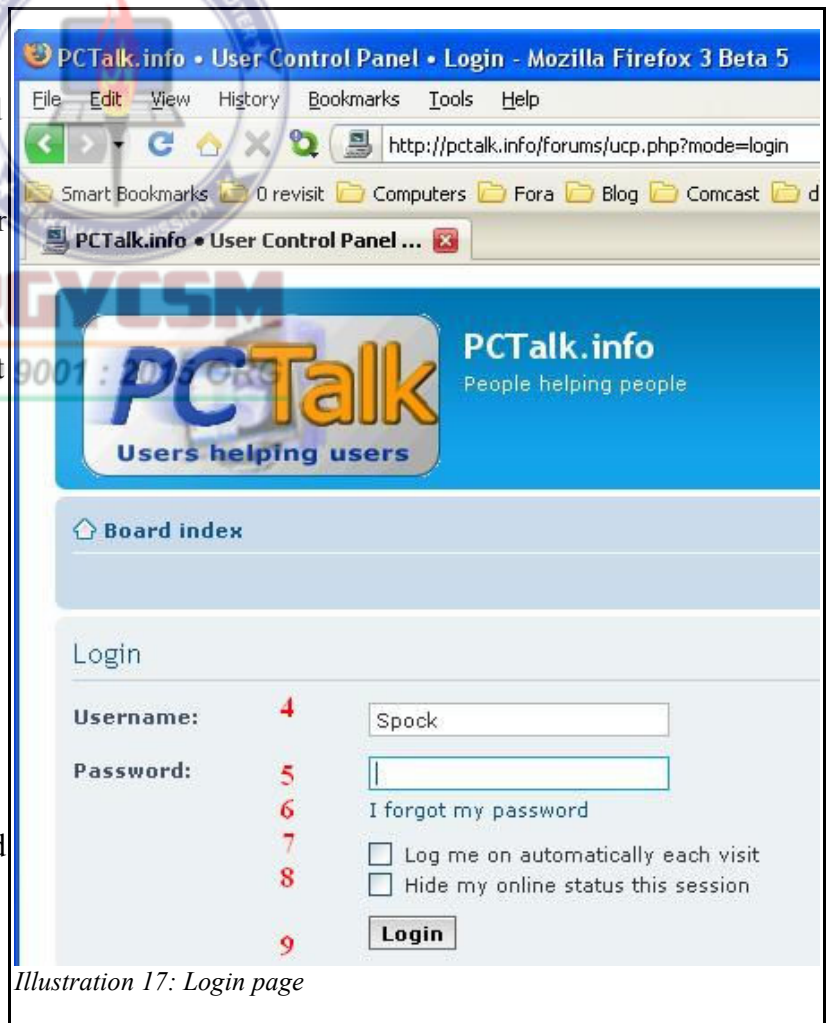 PCTalk.info • User Control Panel • Login - Mozilla Firefox 3 Beta 5
File Edit View History Bookmarks Tools Help
http://pctalk.info/forums/ucp.php?mode=login
Smart Bookmarks 0 revisit Computers Fora Blog Comcast d
PCTalk.info • User Control Panel ...
RGYCSM
9001 : 2015 ORG
PCTalk
Users helping users
PCTalk.info
People helping people
Board index
Login
Username: 4 Spock
Password: 5
6 I forgot my password
7 Log me on automatically each visit
8 Hide my online status this session
9 Login
Illustration 17: Login page